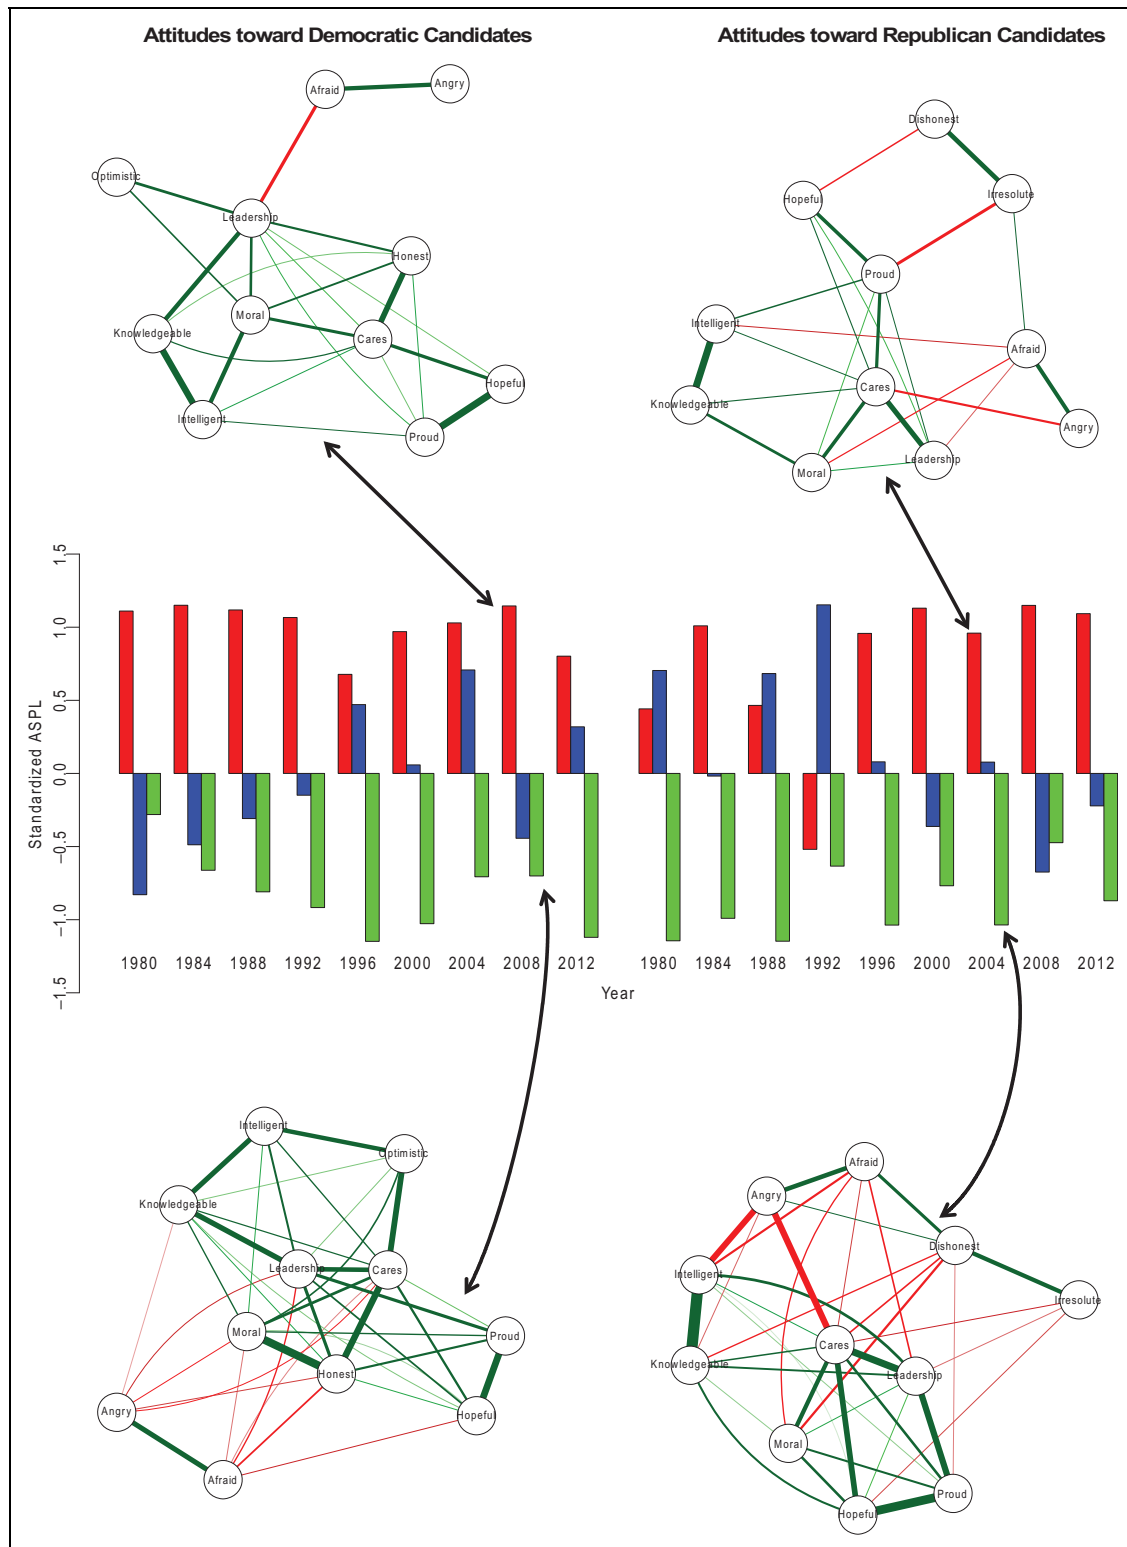 Attitudes toward Democratic Candidates
Attitudes toward Republican Candidates
Afraid
Angry
Optimistic
Leadership
Honest
Moral
Knowledgeable
Cares
Hopeful
Intelligent
Proud
Dishonest
Irresolute
Hopeful
Proud
Intelligent
Afraid
Cares
Knowledgeable
Angry
Leadership
Moral
Standardized ASPL
1.5
1.0
0.5
0.0
−0.5
−1.0
−1.5
1980 1984 1988 1992 1996 2000 2004 2008 2012
1980 1984 1988 1992 1996 2000 2004 2008 2012
Year
Intelligent
Optimistic
Knowledgeable
Leadership
Cares
Moral
Proud
Honest
Angry
Hopeful
Afraid
Afraid
Angry
Dishonest
Intelligent
Irresolute
Cares
Knowledgeable
Leadership
Moral
Proud
Hopeful